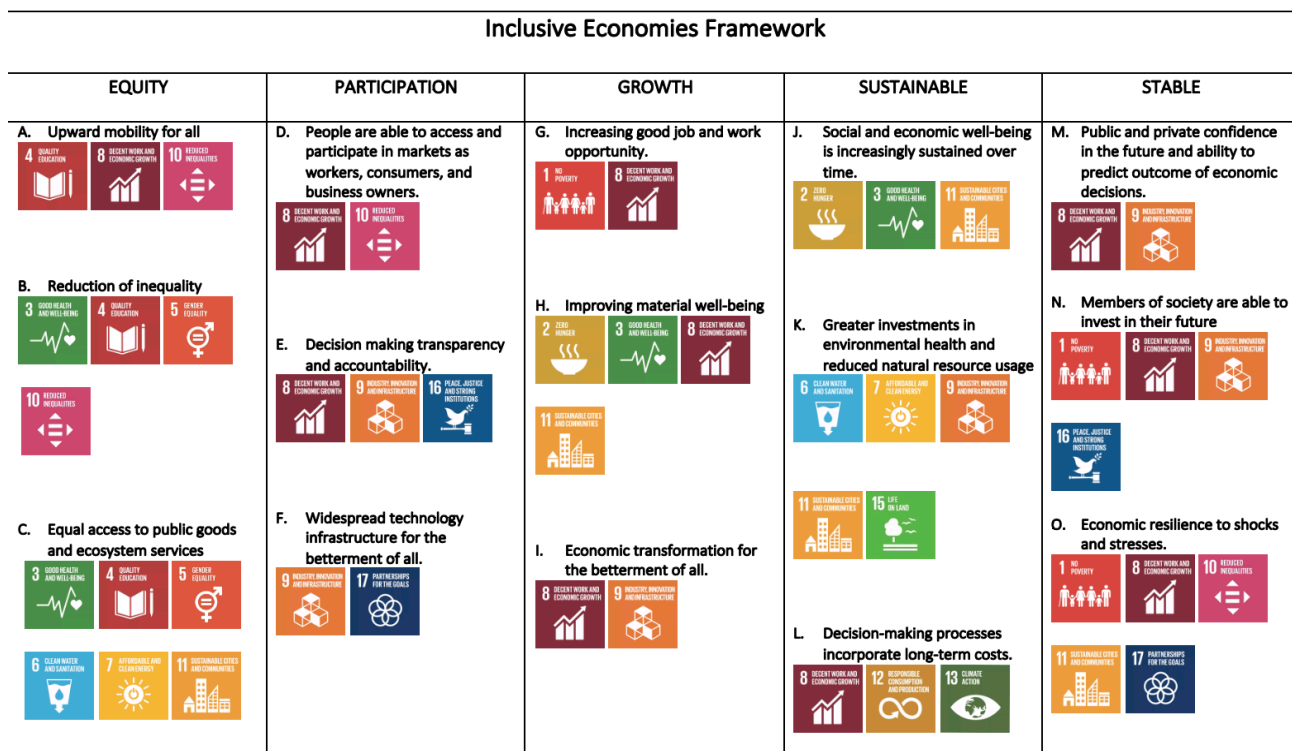 Inclusive Economies Framework
EQUITY
A. Upward mobility for all
4 QUALITY
EDUCATION
8 DECENT WORK AND
ECONOMIC GROWTH
10 REDUCED
INEQUALITIES
B. Reduction of inequality
3 GOOD HEALTH
AND WELL-BEING
4 QUALITY
EDUCATION
5 GENDER
EQUALITY
10 REDUCED
INEQUALITIES
C. Equal access to public goods
and ecosystem services
3 GOOD HEALTH
AND WELL-BEING
4 QUALITY
EDUCATION
5 GENDER
EQUALITY
6 CLEAN WATER
AND SANITATION
7 AFFORDABLE AND
CLEAN ENERGY
11 SUSTAINABLE CITIES
AND COMMUNITIES
PARTICIPATION
D. People are able to access and
participate in markets as
workers, consumers, and
business owners.
8 DECENT WORK AND
ECONOMIC GROWTH
10 REDUCED
INEQUALITIES
E. Decision making transparency
and accountability.
8 DECENT WORK AND
ECONOMIC GROWTH
9 INDUSTRY, INNOVATION
AND INFRASTRUCTURE
16 PEACE, JUSTICE
AND STRONG
INSTITUTIONS
F. Widespread technology
infrastructure for the
betterment of all.
9 INDUSTRY, INNOVATION
AND INFRASTRUCTURE
17 PARTNERSHIPS
FOR THE GOALS
GROWTH
G. Increasing good job and work
opportunity.
1 NO
POVERTY
8 DECENT WORK AND
ECONOMIC GROWTH
H. Improving material well-being
2 ZERO
HUNGER
3 GOOD HEALTH
AND WELL-BEING
8 DECENT WORK AND
ECONOMIC GROWTH
11 SUSTAINABLE CITIES
AND COMMUNITIES
I. Economic transformation for
the betterment of all.
8 DECENT WORK AND
ECONOMIC GROWTH
9 INDUSTRY, INNOVATION
AND INFRASTRUCTURE
SUSTAINABLE
J. Social and economic well-being
is increasingly sustained over
time.
2 ZERO
HUNGER
3 GOOD HEALTH
AND WELL-BEING
11 SUSTAINABLE CITIES
AND COMMUNITIES
K. Greater investments in
environmental health and
reduced natural resource usage
6 CLEAN WATER
AND SANITATION
7 AFFORDABLE AND
CLEAN ENERGY
9 INDUSTRY, INNOVATION
AND INFRASTRUCTURE
11 SUSTAINABLE CITIES
AND COMMUNITIES
15 LIFE
ON LAND
L. Decision-making processes
incorporate long-term costs.
8 DECENT WORK AND
ECONOMIC GROWTH
12 RESPONSIBLE
CONSUMPTION
AND PRODUCTION
13 CLIMATE
ACTION
STABLE
M. Public and private confidence
in the future and ability to
predict outcome of economic
decisions.
8 DECENT WORK AND
ECONOMIC GROWTH
9 INDUSTRY, INNOVATION
AND INFRASTRUCTURE
N. Members of society are able to
invest in their future
1 NO
POVERTY
8 DECENT WORK AND
ECONOMIC GROWTH
9 INDUSTRY, INNOVATION
AND INFRASTRUCTURE
16 PEACE, JUSTICE
AND STRONG
INSTITUTIONS
O. Economic resilience to shocks
and stresses.
1 NO
POVERTY
8 DECENT WORK AND
ECONOMIC GROWTH
10 REDUCED
INEQUALITIES
11 SUSTAINABLE CITIES
AND COMMUNITIES
17 PARTNERSHIPS
FOR THE GOALS